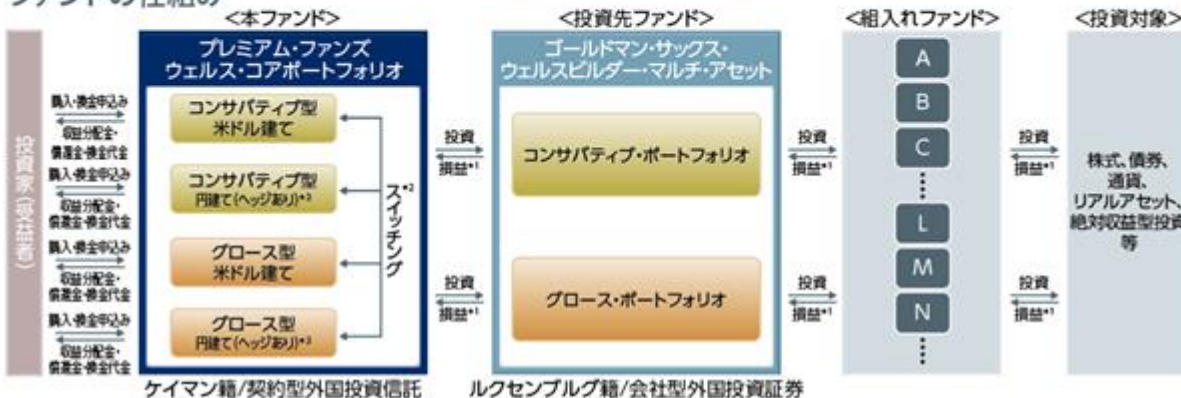 ファンドの仕組み
<本ファンド>
<投資先ファンド>
<組入れファンド>
<投資対象>
投資家(受益者)
購入・換金申込み
収益分配金・
償還金・換金代金
購入・換金申込み
収益分配金・
償還金・換金代金
購入・換金申込み
収益分配金・
償還金・換金代金
購入・換金申込み
収益分配金・
償還金・換金代金
プレミアム・ファンズ
ウェルス・コアポートフォリオ
コンサバティブ型
米ドル建て
コンサバティブ型
円建て(ヘッジあり)*3
グロース型
米ドル建て
グロース型
円建て(ヘッジあり)*3
スイッチング*2
ケイマン籍/契約型外国投資信託
投資
損益*1
投資
損益*1
ゴールドマン・サックス・
ウェルスビルダー・マルチ・アセット
コンサバティブ・ポートフォリオ
グロース・ポートフォリオ
ルクセンブルグ籍/会社型外国投資証券
投資
損益*1
投資
損益*1
A
B
C
L
M
N
投資
損益*1
投資
損益*1
株式、債券、
通貨、
リアルアセット、
絶対収益型投資
等